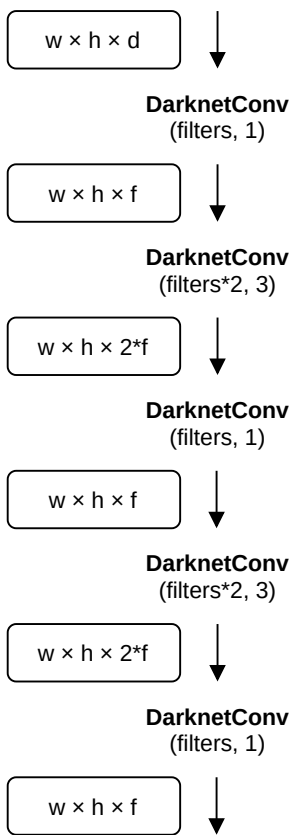 w × h × d
DarknetConv
(filters, 1)
w × h × f
DarknetConv
(filters*2, 3)
w × h × 2*f
DarknetConv
(filters, 1)
w × h × f
DarknetConv
(filters*2, 3)
w × h × 2*f
DarknetConv
(filters, 1)
w × h × f